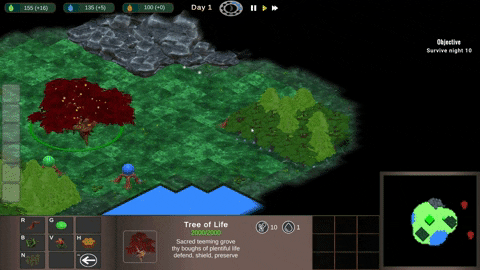 155 (+16)
135 (+5)
100 (+0)
Day 1
Objective
Survive night 10
R
G
B
V
H
N
Tree of Life
2000/2000
Sacred teeming grove
thy boughs of plentiful life
defend, shield, preserve
10
1